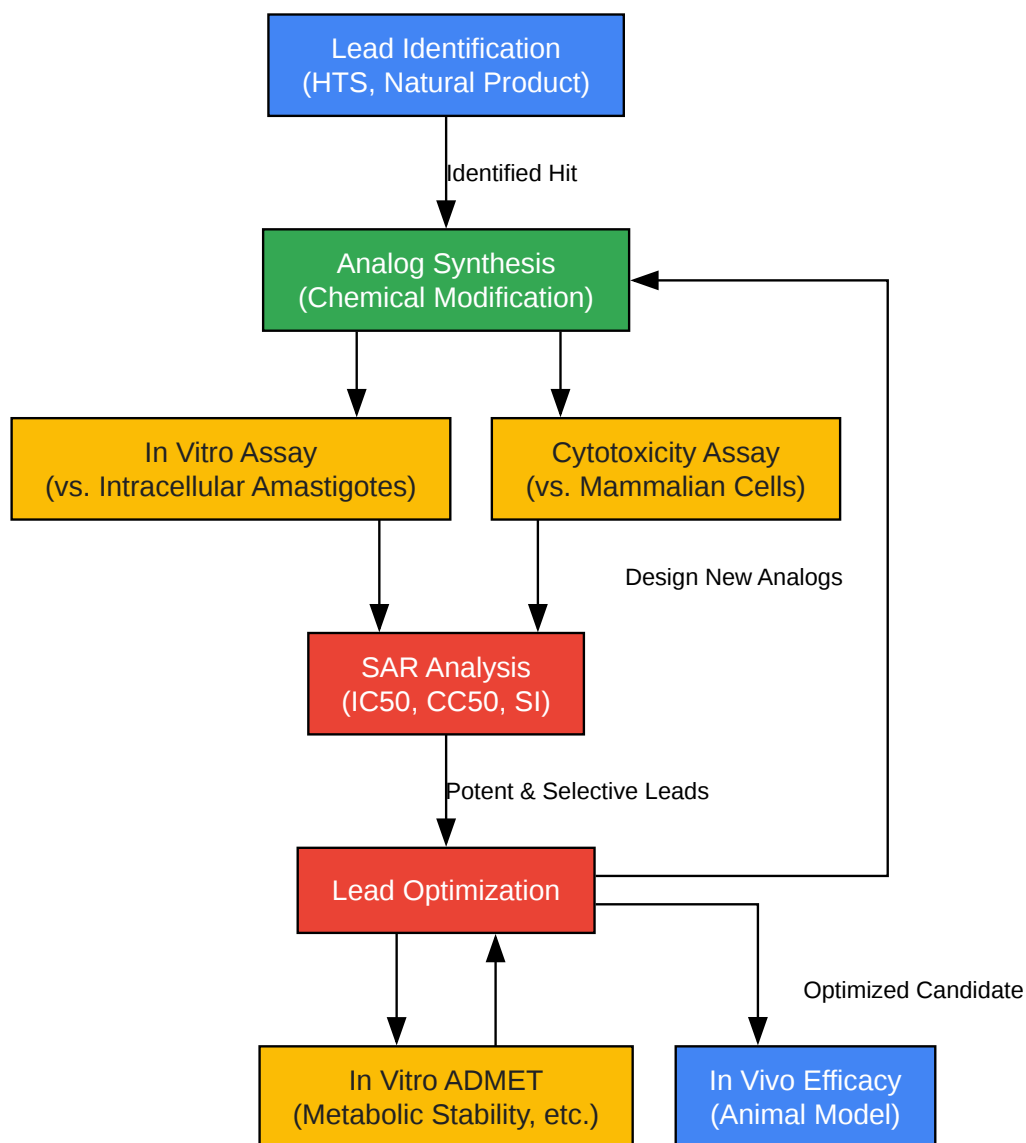 Lead Identification
(HTS, Natural Product)
Identified Hit
Analog Synthesis
(Chemical Modification)
In Vitro Assay
(vs. Intracellular Amastigotes)
Cytotoxicity Assay
(vs. Mammalian Cells)
Design New Analogs
SAR Analysis
(IC50, CC50, SI)
Potent & Selective Leads
Lead Optimization
Optimized Candidate
In Vitro ADMET
(Metabolic Stability, etc.)
In Vivo Efficacy
(Animal Model)